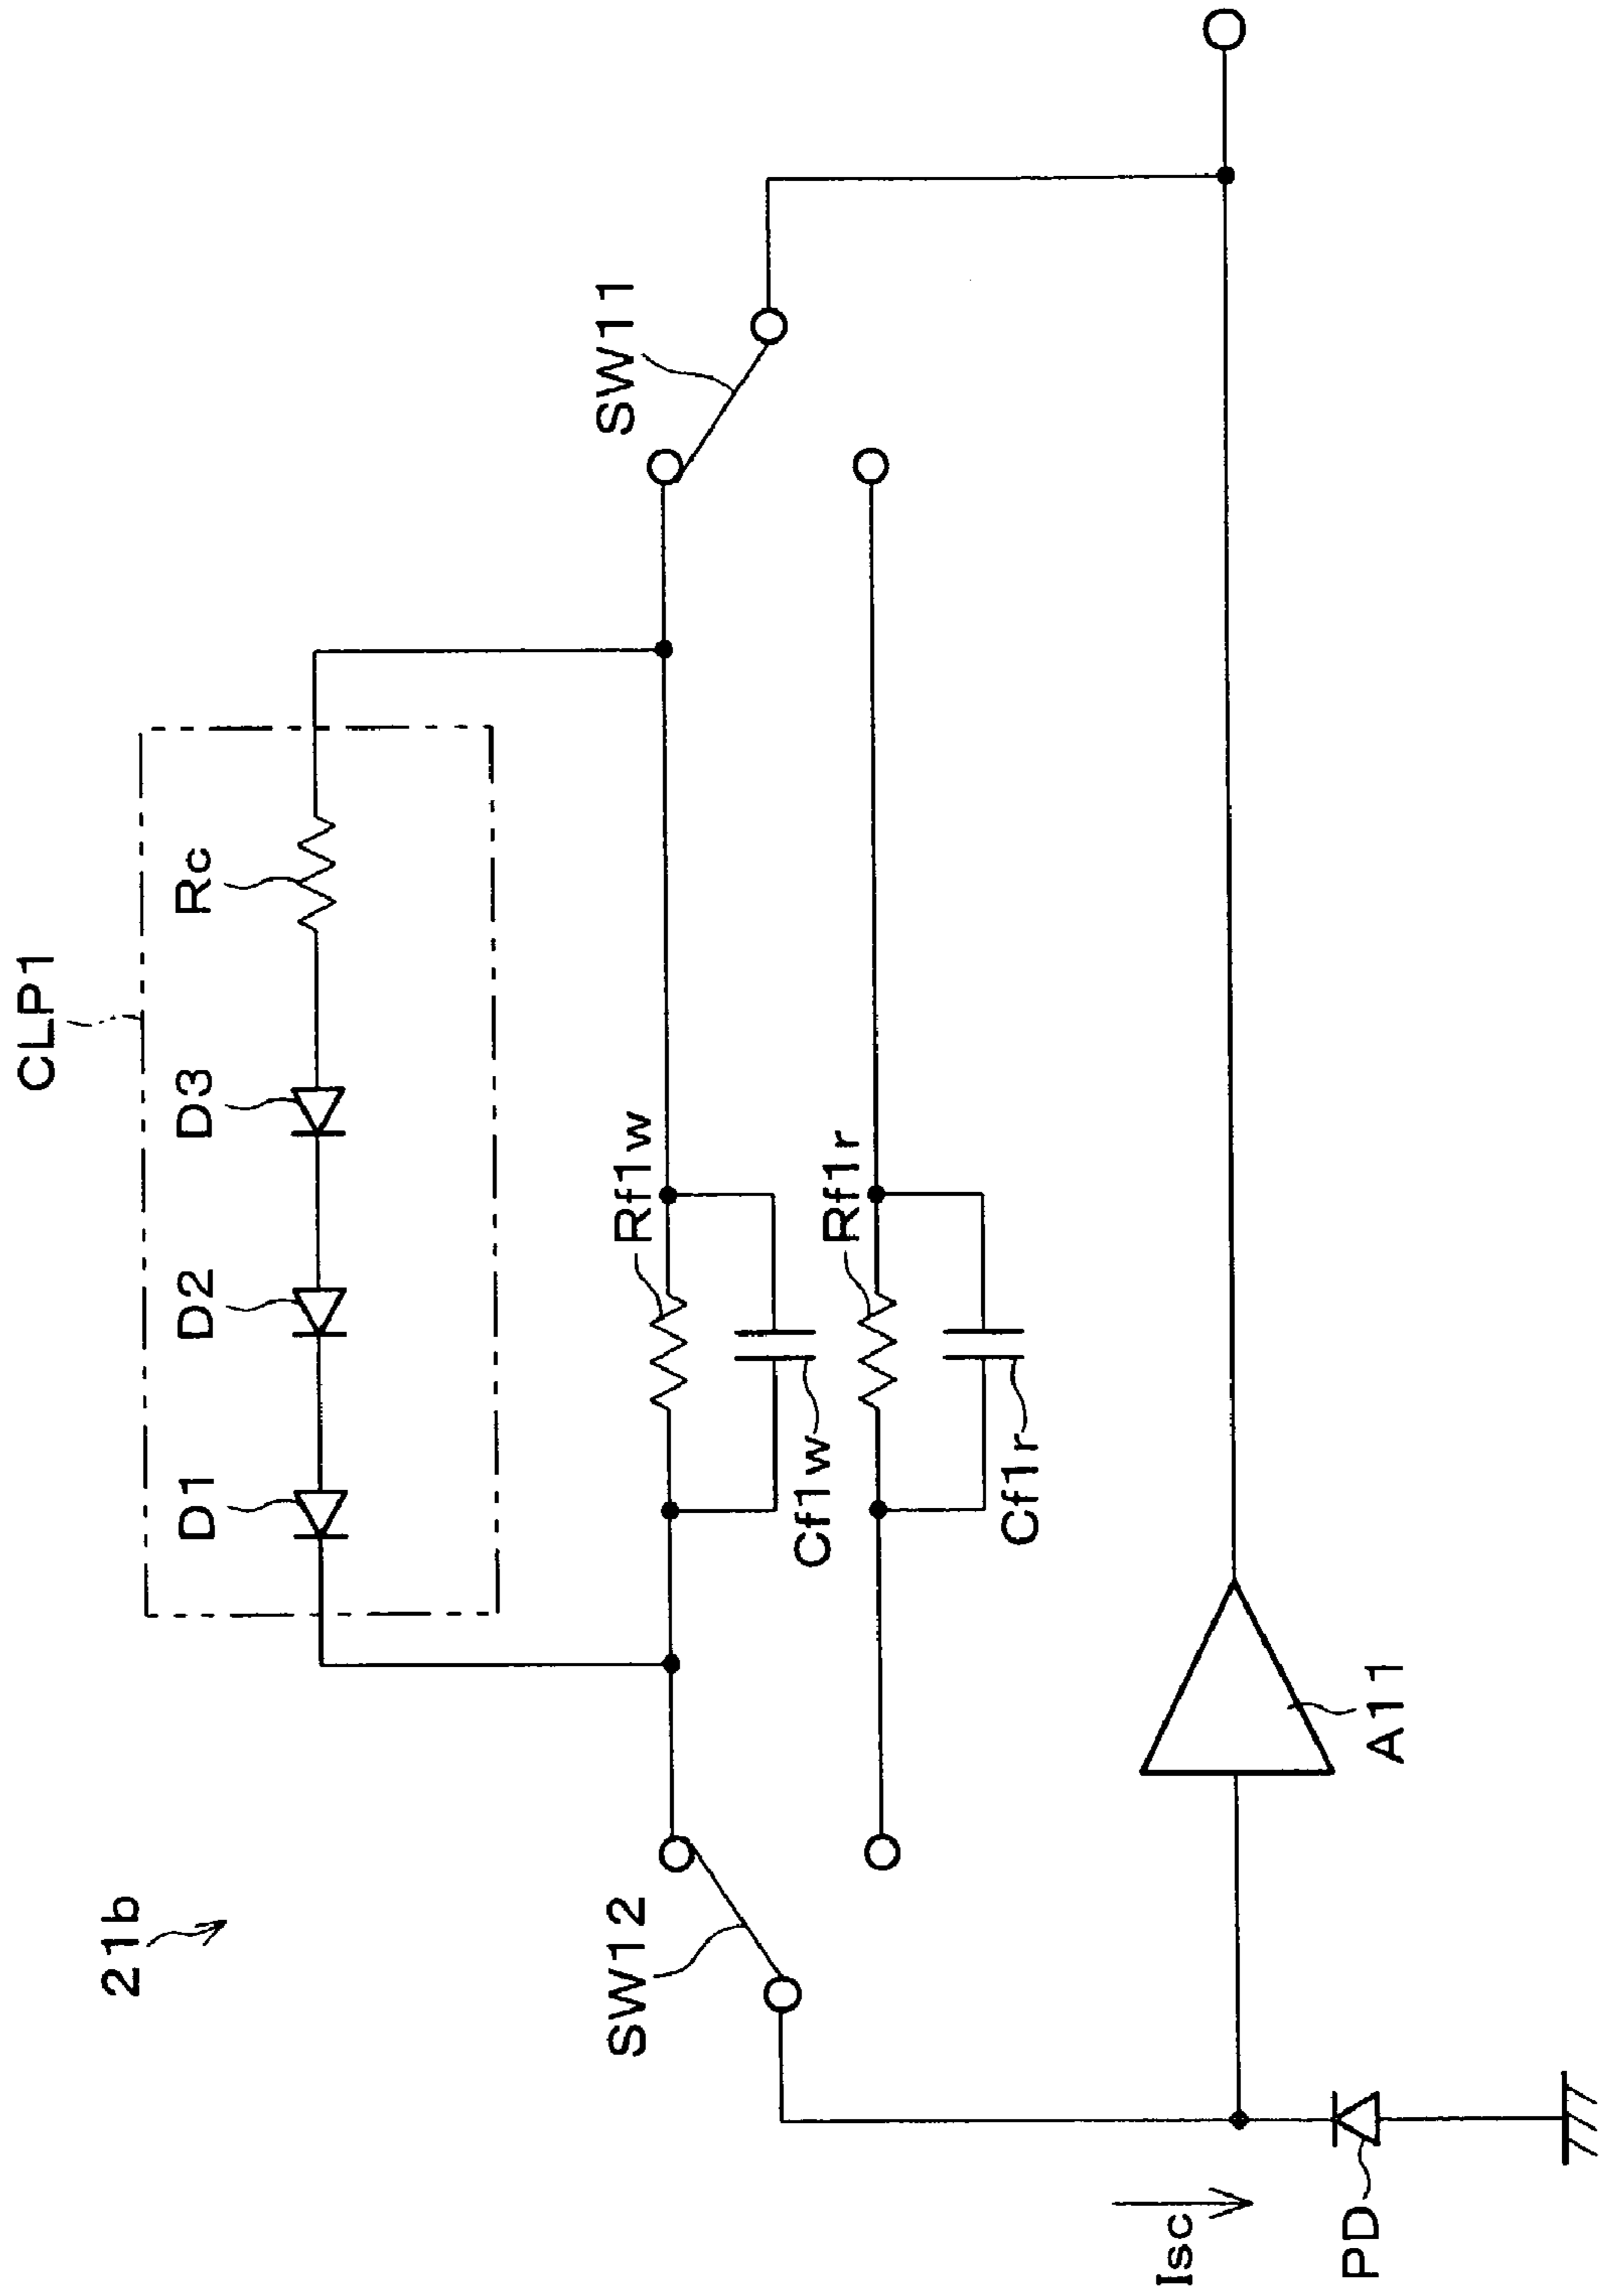 21b
CLP1
D1
D2
D3
Rc
SW12
SW11
Rf1w
Cf1w
Rf1r
Cf1r
A11
Isc
PD